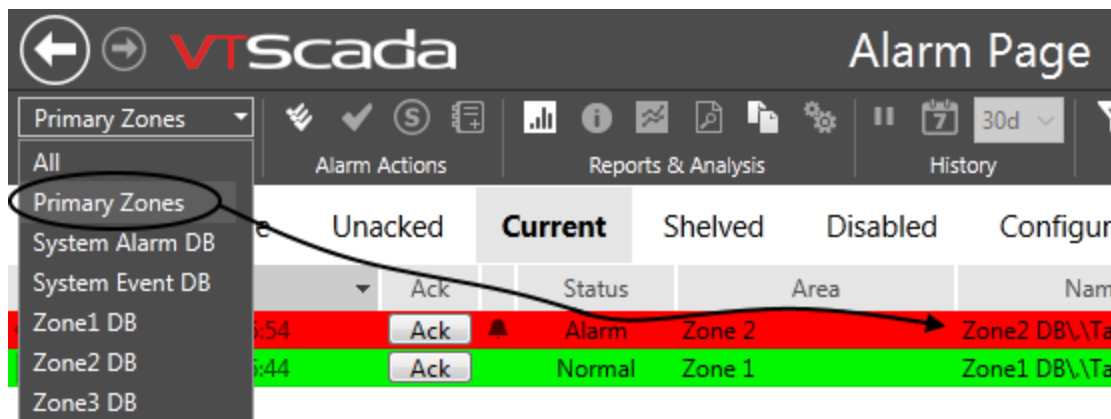 VTScada
Alarm Page
Primary Zones
30d
7
All
Alarm Actions
Reports & Analysis
History
Primary Zones
Unacked
Current
Shelved
Disabled
System Alarm DB
System Event DB
Ack
Status
Area
Zone1 DB
Ack
Alarm
Zone 2
Zone2 DB\.\Ta
Zone2 DB
:44
Ack
Normal
Zone 1
Zone1 DB\.\Ta
Zone3 DB